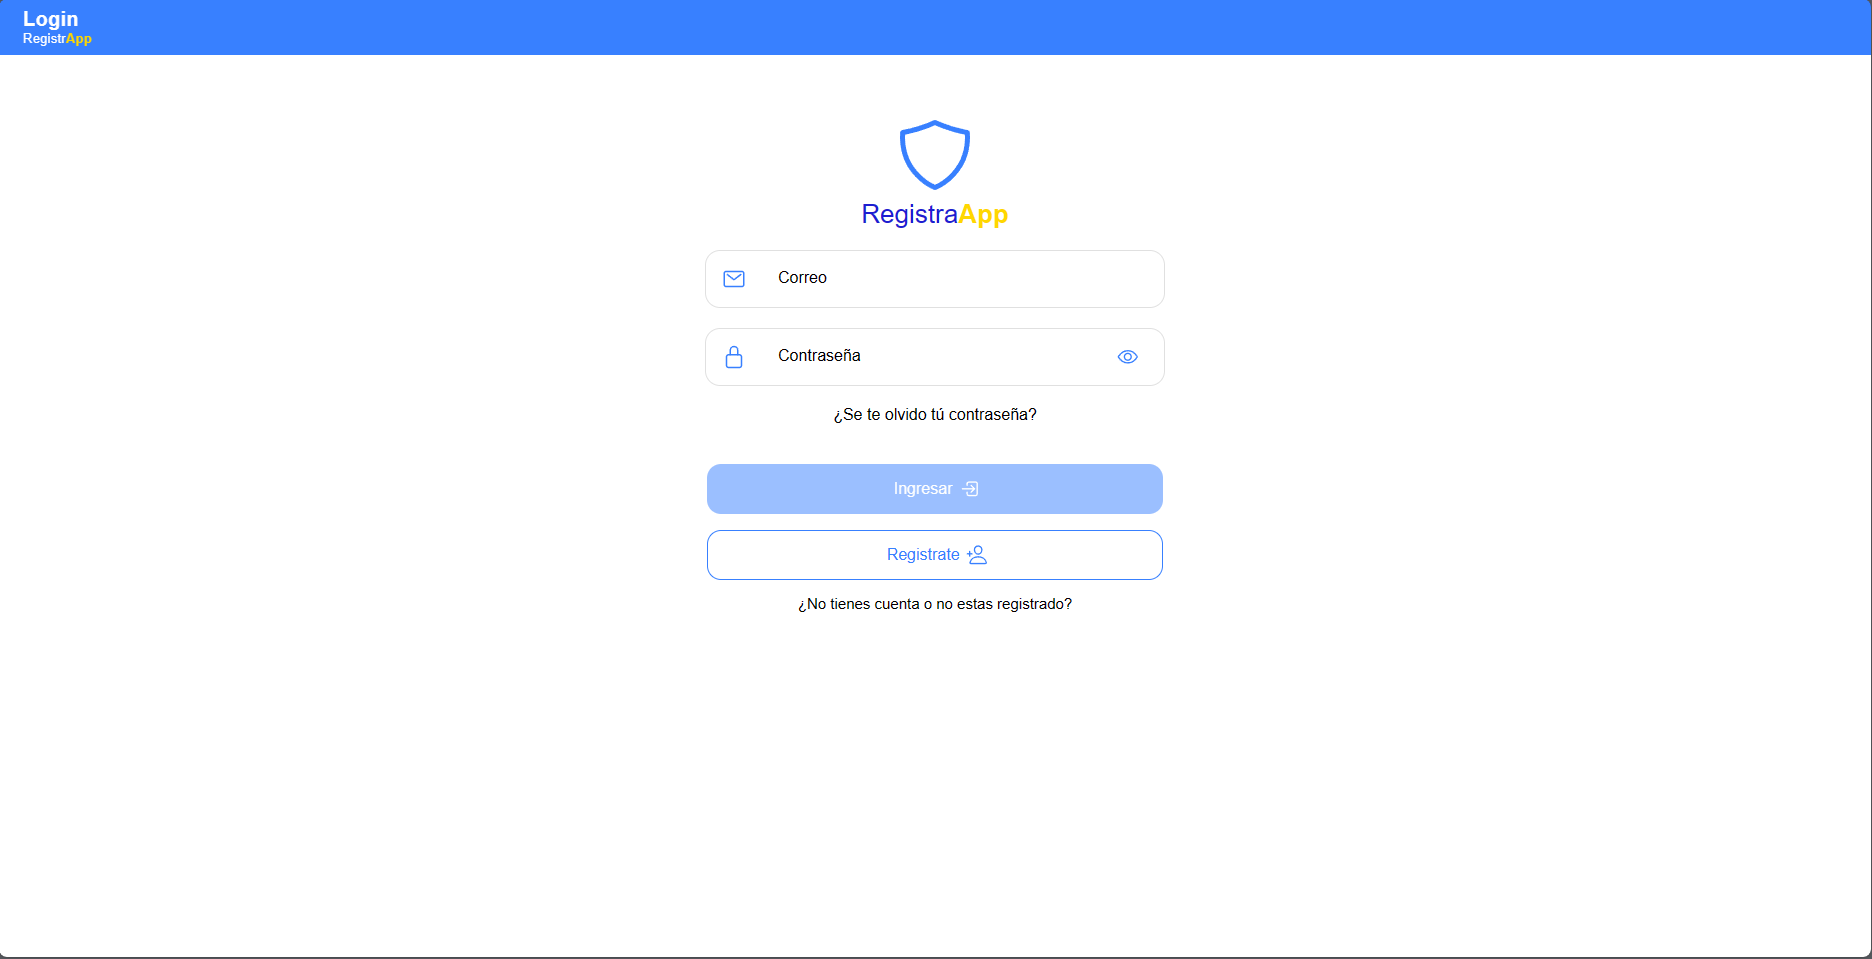 Login
RegistrApp
RegistraApp
Correo
Contraseña
¿Se te olvido tú contraseña?
Ingresar
Registrate
¿No tienes cuenta o no estas registrado?